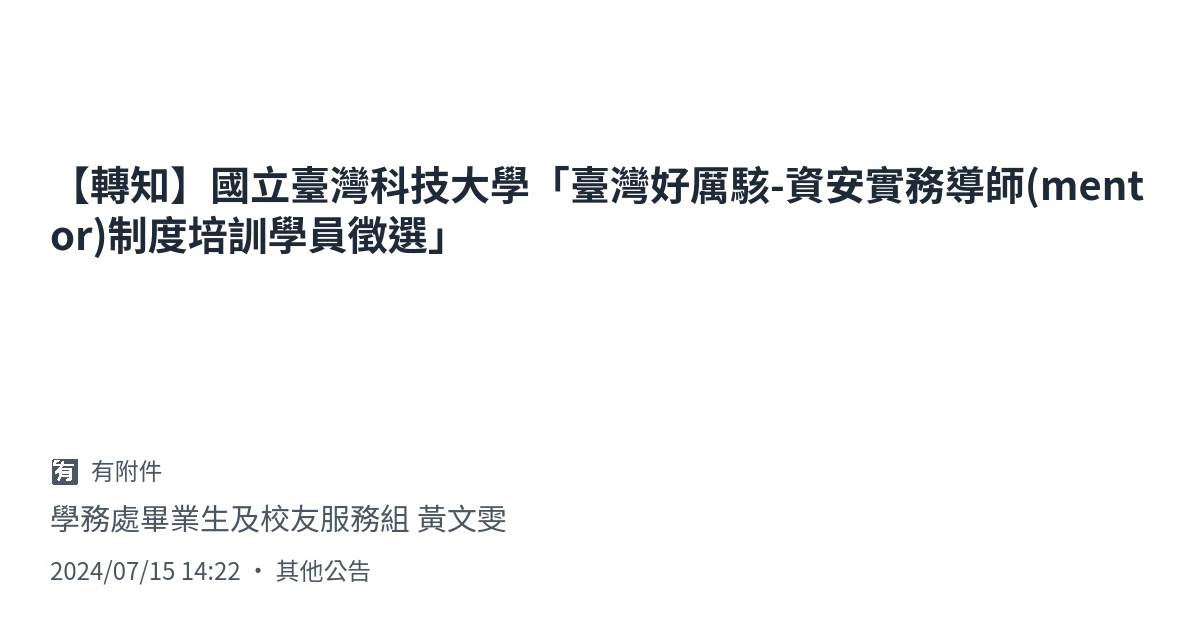 【轉知】國立臺灣科技大學「臺灣好厲駭-資安實務導師(ment
or)制度培訓學員徵選」
有 有附件
學務處畢業生及校友服務組 黃文雯
2024/07/15 14:22 ・ 其他公告